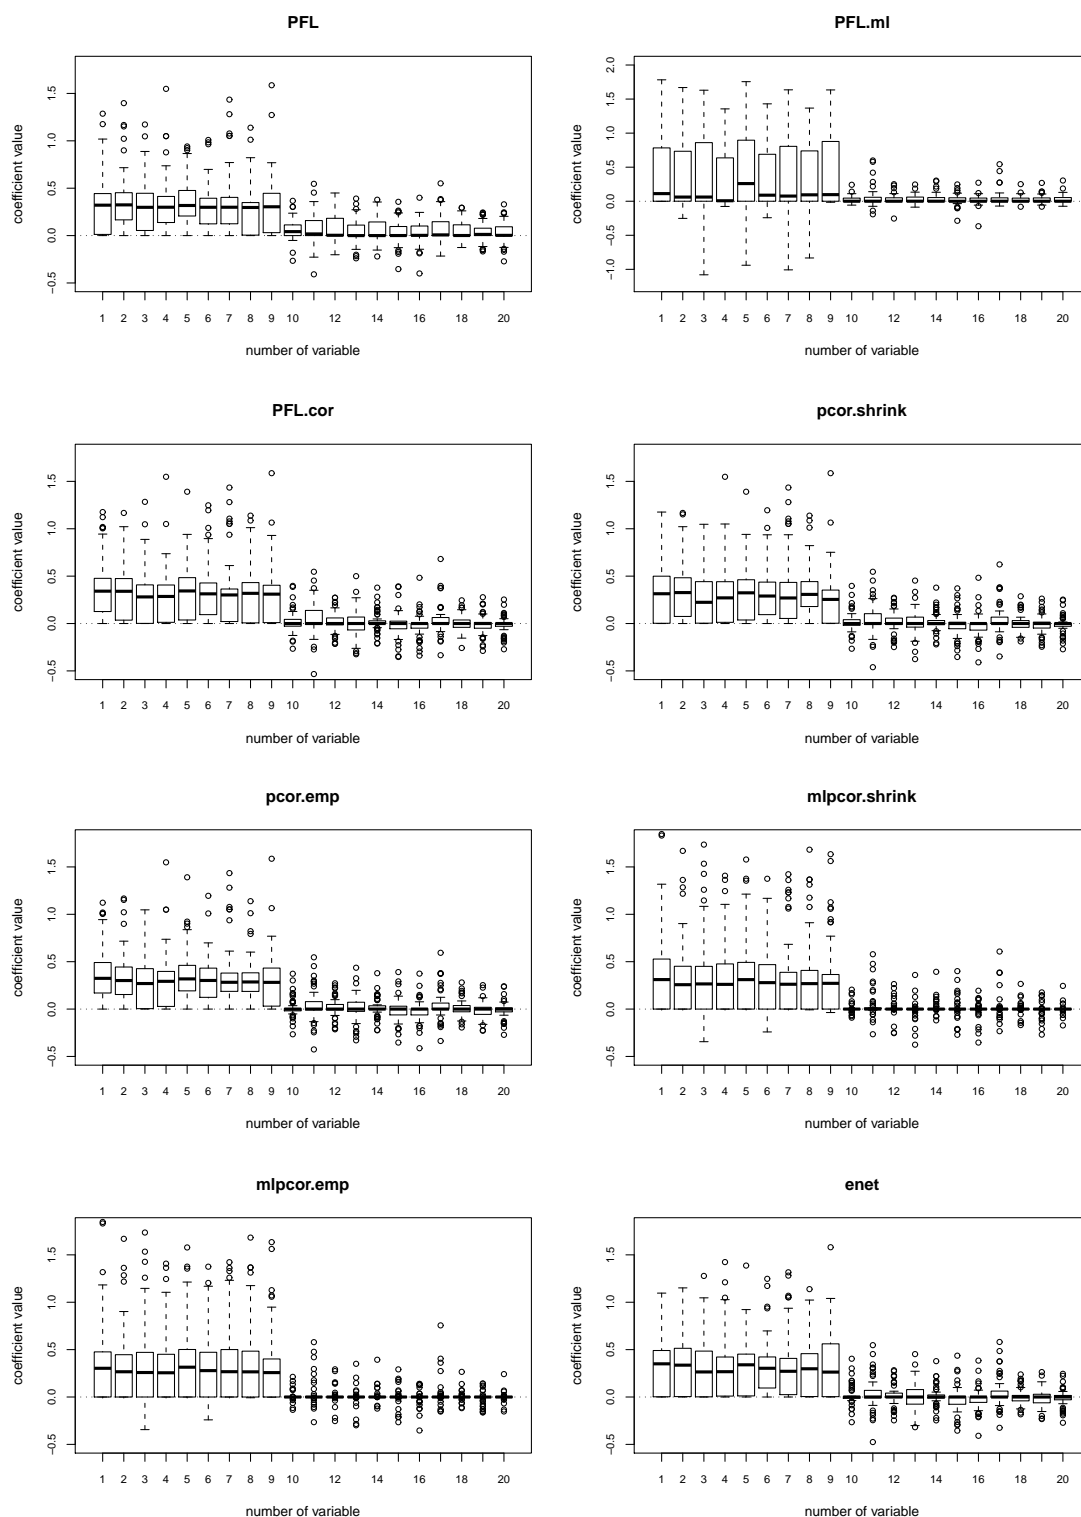 PFL
coefficient value
−0.5 0.0 0.5 1.0 1.5
1 2 3 4 5 6 7 8 9 10 12 14 16 18 20
number of variable
PFL.ml
coefficient value
−1.0 0.0 0.5 1.0 1.5 2.0
1 2 3 4 5 6 7 8 9 10 12 14 16 18 20
number of variable
PFL.cor
coefficient value
−0.5 0.0 0.5 1.0 1.5
1 2 3 4 5 6 7 8 9 10 12 14 16 18 20
number of variable
pcor.shrink
coefficient value
−0.5 0.0 0.5 1.0 1.5
1 2 3 4 5 6 7 8 9 10 12 14 16 18 20
number of variable
pcor.emp
coefficient value
−0.5 0.0 0.5 1.0 1.5
1 2 3 4 5 6 7 8 9 10 12 14 16 18 20
number of variable
mlpcor.shrink
coefficient value
−0.5 0.0 0.5 1.0 1.5
1 2 3 4 5 6 7 8 9 10 12 14 16 18 20
number of variable
mlpcor.emp
coefficient value
−0.5 0.0 0.5 1.0 1.5
1 2 3 4 5 6 7 8 9 10 12 14 16 18 20
number of variable
enet
coefficient value
−0.5 0.0 0.5 1.0 1.5
1 2 3 4 5 6 7 8 9 10 12 14 16 18 20
number of variable